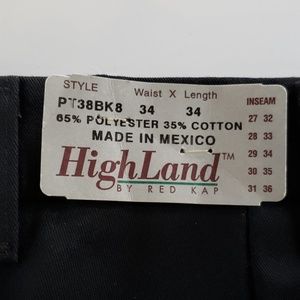 STYLE Waist X Length INSEAM
PT38BK8 34 34 27 32
65% POLYESTER 35% COTTON
MADE IN MEXICO 28 33
HighLand™ 29 34
BY RED KAP 30 35
31 36